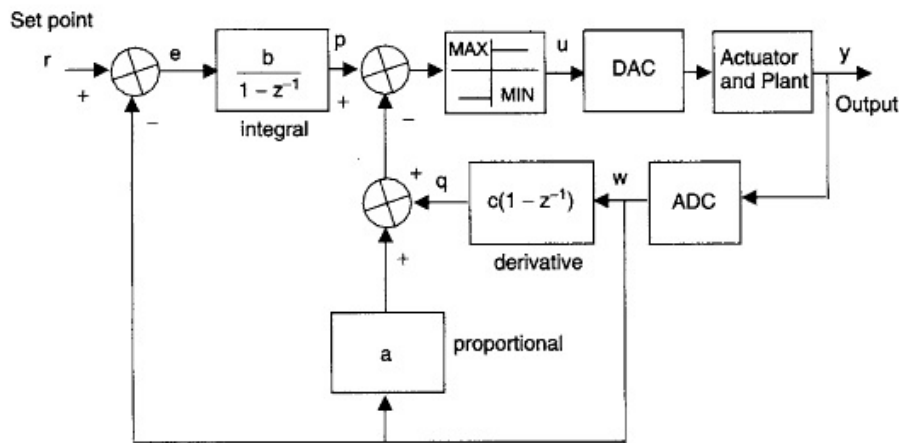 Set point
r
+
−
e
b
1 − z⁻¹
integral
p
+
−
MAX
MIN
u
DAC
Actuator
and Plant
y
Output
+
q
c(1 − z⁻¹)
derivative
w
ADC
+
a
proportional